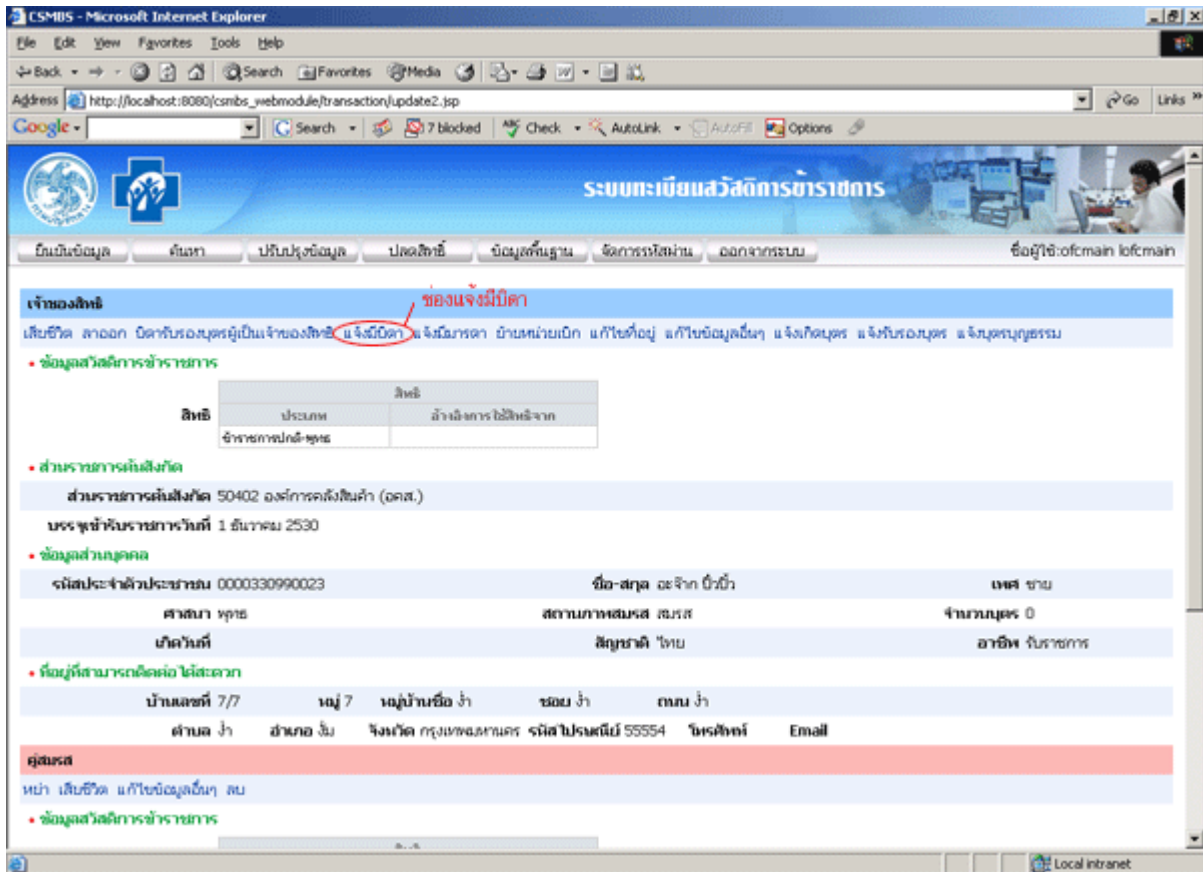 CSMBS - Microsoft Internet Explorer
File Edit View Favorites Tools Help
Back Search Favorites Media
Address http://localhost:8080/csmbs_webmodule/transaction/update2.jsp Go Links »
Google Search 7 blocked ABC Check AutoLink AutoFill Options
ระบบทะเบียนสวัสดิการข้าราชการ
ยืนยันข้อมูล ค้นหา ปรับปรุงข้อมูล ปลดสิทธิ์ ข้อมูลพื้นฐาน จัดการรหัสผ่าน ออกจากระบบ ชื่อผู้ใช้:ofcmain lofcmain
ช่องแจ้งมีบิดา
เจ้าของสิทธิ
เสียชีวิต ลาออก บิดารับรองบุตรผู้เป็นเจ้าของสิทธิ แจ้งมีบิดา แจ้งมีมารดา ย้ายหน่วยเบิก แก้ไขที่อยู่ แก้ไขข้อมูลอื่นๆ แจ้งเกิดบุตร แจ้งรับรองบุตร แจ้งบุตรบุญธรรม
• ข้อมูลสวัสดิการข้าราชการ
สิทธิ
สิทธิ ประเภท อ้างอิงการใช้สิทธิจาก
ข้าราชการปกติ-พุทธ
• ส่วนราชการต้นสังกัด
ส่วนราชการต้นสังกัด 50402 องค์การคลังสินค้า (อคส.)
บรรจุเข้ารับราชการวันที่ 1 ธันวาคม 2530
• ข้อมูลส่วนบุคคล
รหัสประจำตัวประชาชน 0000330990023 ชื่อ-สกุล อะจ๊าก เพศ ชาย
ศาสนา พุทธ สถานภาพสมรส สมรส จำนวนบุตร 0
เกิดวันที่ สัญชาติ ไทย อาชีพ รับราชการ
• ที่อยู่ที่สามารถติดต่อได้สะดวก
บ้านเลขที่ 7/7 หมู่ 7 หมู่บ้านชื่อ ง่ำ ซอย ง่ำ ถนน ง่ำ
ตำบล ง่ำ อำเภอ จังหวัด กรุงเทพมหานคร รหัสไปรษณีย์ 55554 โทรศัพท์ Email
คู่สมรส
หย่า เสียชีวิต แก้ไขข้อมูลอื่นๆ ลบ
• ข้อมูลสวัสดิการข้าราชการ
Local intranet